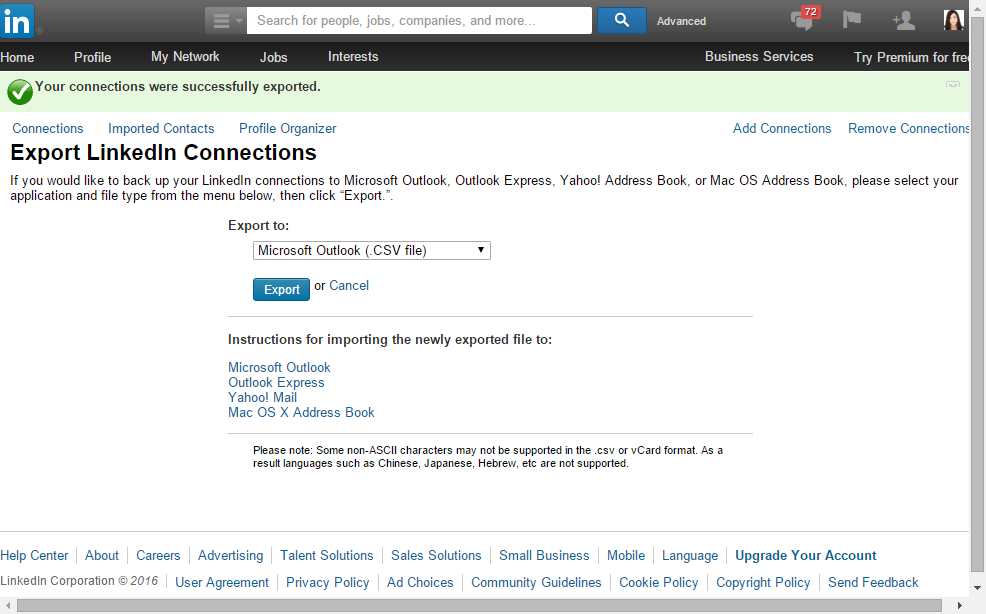 in
Search for people, jobs, companies, and more...
Advanced
72
Home Profile My Network Jobs Interests Business Services Try Premium for free
Your connections were successfully exported.
Connections Imported Contacts Profile Organizer Add Connections Remove Connections
Export LinkedIn Connections
If you would like to back up your LinkedIn connections to Microsoft Outlook, Outlook Express, Yahoo! Address Book, or Mac OS Address Book, please select your
application and file type from the menu below, then click “Export.”.
Export to:
Microsoft Outlook (.CSV file)
Export or Cancel
Instructions for importing the newly exported file to:
Microsoft Outlook
Outlook Express
Yahoo! Mail
Mac OS X Address Book
Please note: Some non-ASCII characters may not be supported in the .csv or vCard format. As a
result languages such as Chinese, Japanese, Hebrew, etc are not supported.
Help Center About Careers Advertising Talent Solutions Sales Solutions Small Business Mobile Language Upgrade Your Account
LinkedIn Corporation © 2016 User Agreement Privacy Policy Ad Choices Community Guidelines Cookie Policy Copyright Policy Send Feedback